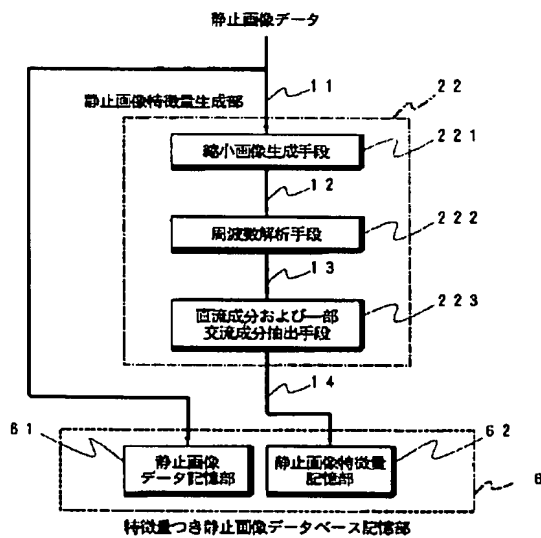 静止画像データ
11
静止画像特徴量生成部
22
縮小画像生成手段
221
12
周波数解析手段
222
13
直流成分および一部
交流成分抽出手段
223
14
61
62
静止画像
データ記憶部
静止画像特徴量
記憶部
6
特徴量つき静止画像データベース記憶部